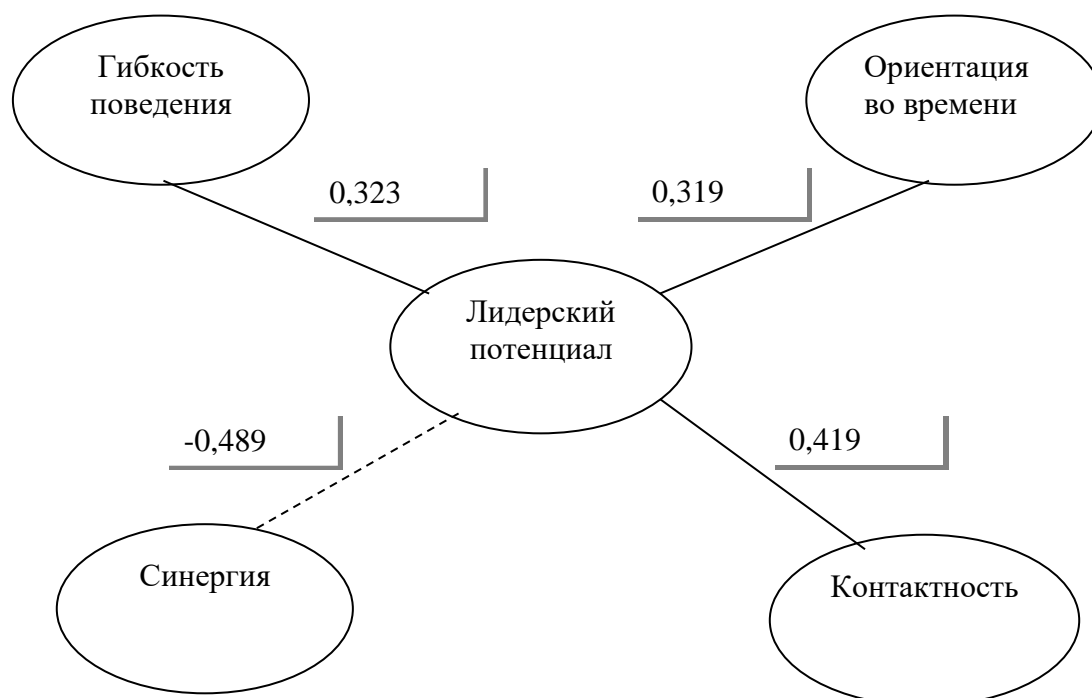 Гибкость
поведения
Ориентация
во времени
0,323
0,319
Лидерский
потенциал
-0,489
0,419
Синергия
Контактность